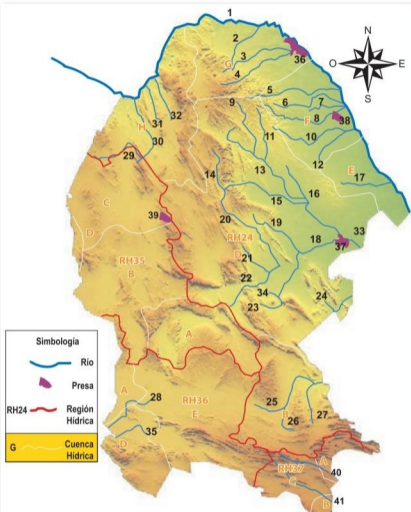 1
2
N
3
G
36
4
O
E
5
S
9
6
7
32
8
F
38
31
11
10
H
30
12
29
13
E
17
14
16
C
15
39
20
19
33
D
RH24
18
37
D
RH35
21
B
22
34
24
23
A
Simbología
Río
Presa
RH24
Región
Hídrica
G
Cuenca
Hídrica
A
28
RH36
E
25
B
27
26
35
D
RH37
A
40
C
41
B